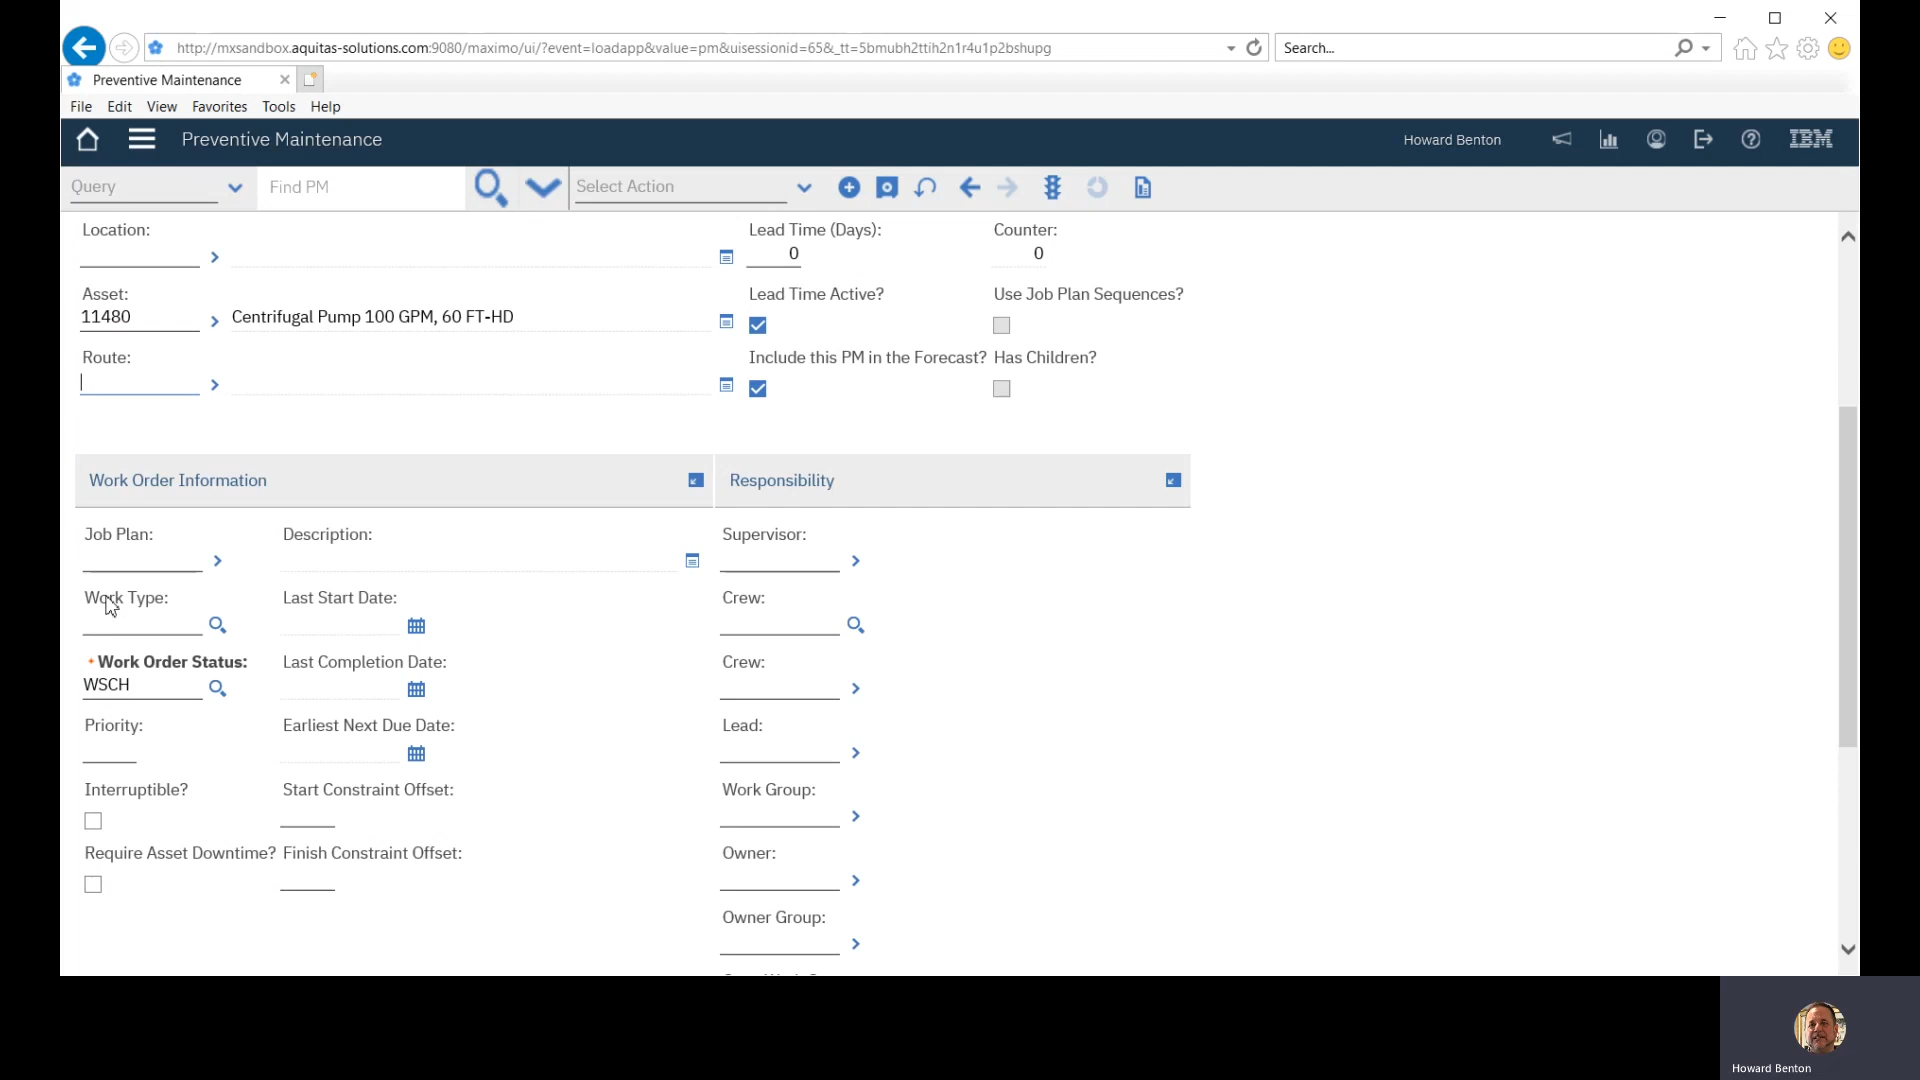 http://mxsandbox.aquitas-solutions.com:9080/maximo/ui/?event=loadapp&value=pm&uisessionid=65&_tt=5bmubh2ttih2n1r4u1p2bshupg
Search...
Preventive Maintenance
File Edit View Favorites Tools Help
Preventive Maintenance
Howard Benton
IBM
Query
Find PM
Select Action
Location:
Lead Time (Days):
0
Counter:
0
Asset:
11480
Centrifugal Pump 100 GPM, 60 FT-HD
Lead Time Active?
Use Job Plan Sequences?
Route:
Include this PM in the Forecast?
Has Children?
Work Order Information
Responsibility
Job Plan:
Description:
Supervisor:
Work Type:
Last Start Date:
Crew:
* Work Order Status:
WSCH
Last Completion Date:
Crew:
Priority:
Earliest Next Due Date:
Lead:
Interruptible?
Start Constraint Offset:
Work Group:
Require Asset Downtime?
Finish Constraint Offset:
Owner:
Owner Group:
Howard Benton